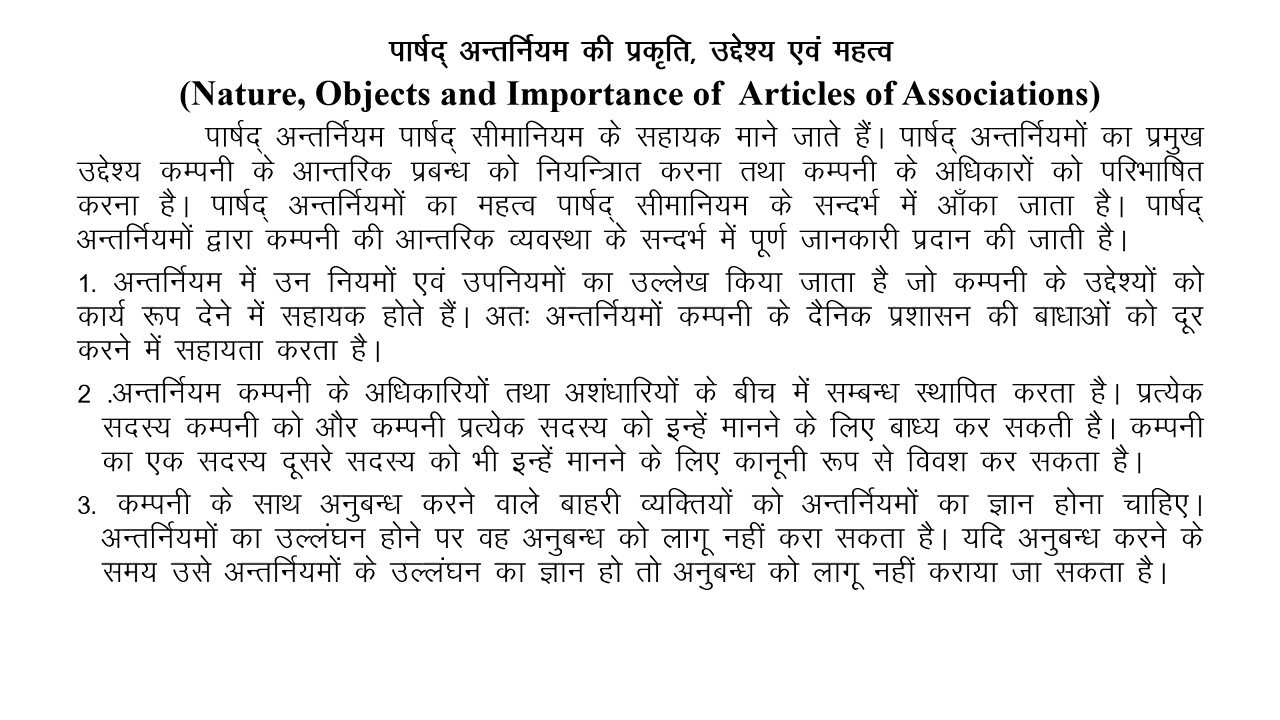 पार्षद् अन्तर्नियम की प्रकृति, उद्देश्य एवं महत्व
(Nature, Objects and Importance of Articles of Associations)
पार्षद् अन्तर्नियम पार्षद् सीमानियम के सहायक माने जाते हैं। पार्षद् अन्तर्नियमों का प्रमुख
उद्देश्य कम्पनी के आन्तरिक प्रबन्ध को नियन्त्रित करना तथा कम्पनी के अधिकारों को परिभाषित
करना है। पार्षद् अन्तर्नियमों का महत्व पार्षद् सीमानियम के सन्दर्भ में आँका जाता है। पार्षद्
अन्तर्नियमों द्वारा कम्पनी की आन्तरिक व्यवस्था के सन्दर्भ में पूर्ण जानकारी प्रदान की जाती है।
1. अन्तर्नियम में उन नियमों एवं उपनियमों का उल्लेख किया जाता है जो कम्पनी के उद्देश्यों को
कार्य रूप देने में सहायक होते हैं। अतः अन्तर्नियमों कम्पनी के दैनिक प्रशासन की बाधाओं को दूर
करने में सहायता करता है।
2 .अन्तर्नियम कम्पनी के अधिकारियों तथा अशंधारियों के बीच में सम्बन्ध स्थापित करता है। प्रत्येक
सदस्य कम्पनी को और कम्पनी प्रत्येक सदस्य को इन्हें मानने के लिए बाध्य कर सकती है। कम्पनी
का एक सदस्य दूसरे सदस्य को भी इन्हें मानने के लिए कानूनी रूप से विवश कर सकता है।
3. कम्पनी के साथ अनुबन्ध करने वाले बाहरी व्यक्तियों को अन्तर्नियमों का ज्ञान होना चाहिए।
अन्तर्नियमों का उल्लंघन होने पर वह अनुबन्ध को लागू नहीं करा सकता है। यदि अनुबन्ध करने के
समय उसे अन्तर्नियमों के उल्लंघन का ज्ञान हो तो अनुबन्ध को लागू नहीं कराया जा सकता है।